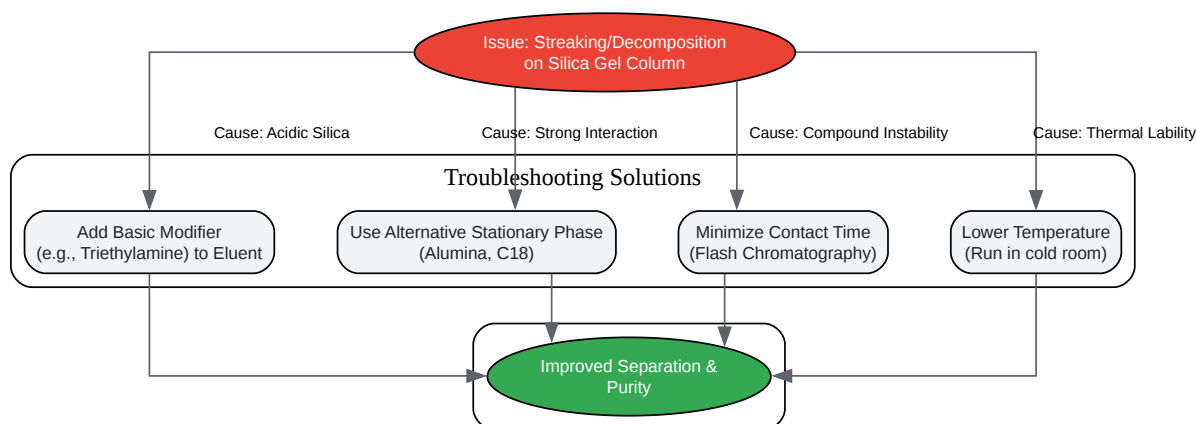 Issue: Streaking/Decomposition
on Silica Gel Column
Cause: Acidic Silica
Cause: Strong Interaction
Cause: Compound Instability
Cause: Thermal Lability
Troubleshooting Solutions
Add Basic Modifier
(e.g., Triethylamine) to Eluent
Use Alternative Stationary Phase
(Alumina, C18)
Minimize Contact Time
(Flash Chromatography)
Lower Temperature
(Run in cold room)
Improved Separation &
Purity